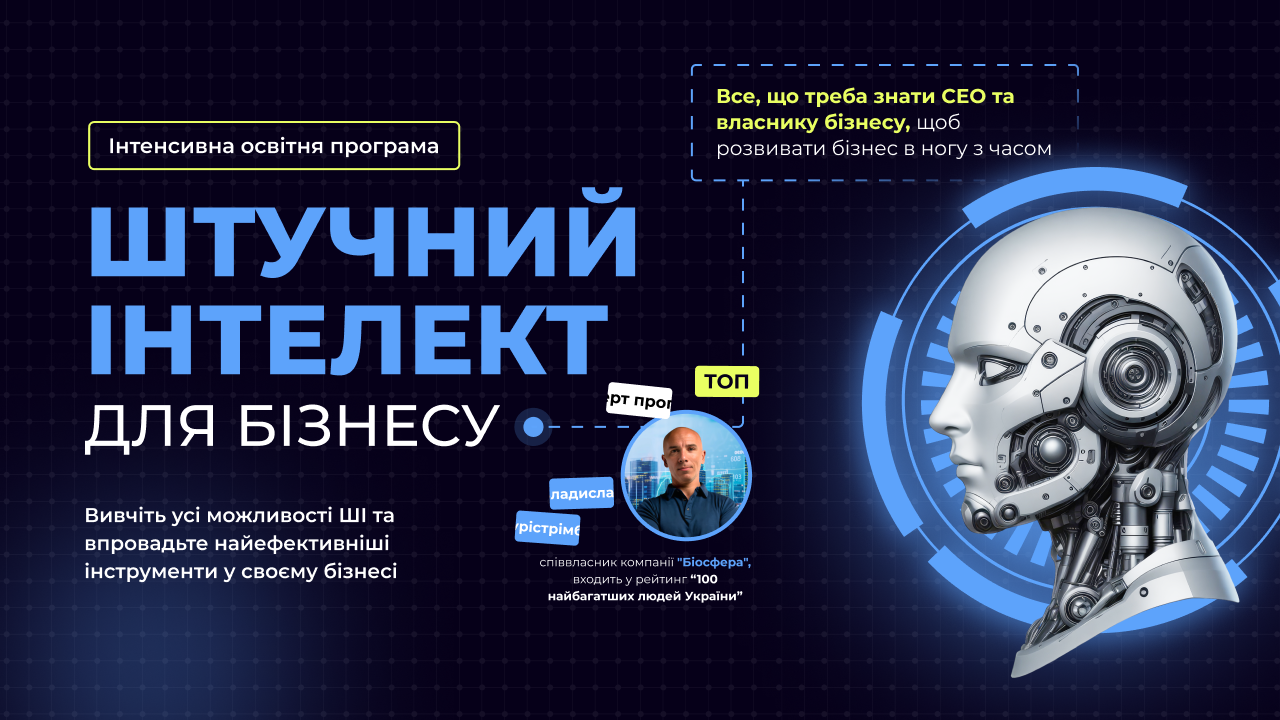 Все, що треба знати СЕО та
власнику бізнесу, щоб
розвивати бізнес в ногу з часом
Інтенсивна освітня програма
ШТУЧНИЙ
ІНТЕЛЕКТ
ДЛЯ БІЗНЕСУ
ТОП
Вивчіть усі можливості ШІ та
впровадьте найефективніші
інструменти у своєму бізнесі
співвласник компанії "Біосфера",
входить у рейтинг “100
найбагатших людей України”